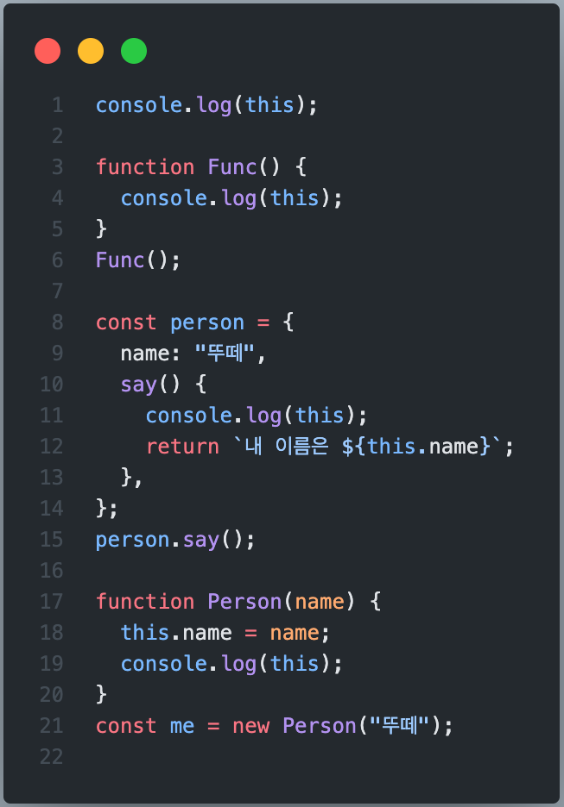 1 console.log(this);
2
3 function Func() {
4   console.log(this);
5 }
6 Func();
7
8 const person = {
9   name: "뚜떼",
10   say() {
11     console.log(this);
12     return `내 이름은 ${this.name}`;
13   },
14 };
15 person.say();
16
17 function Person(name) {
18   this.name = name;
19   console.log(this);
20 }
21 const me = new Person("뚜떼");
22